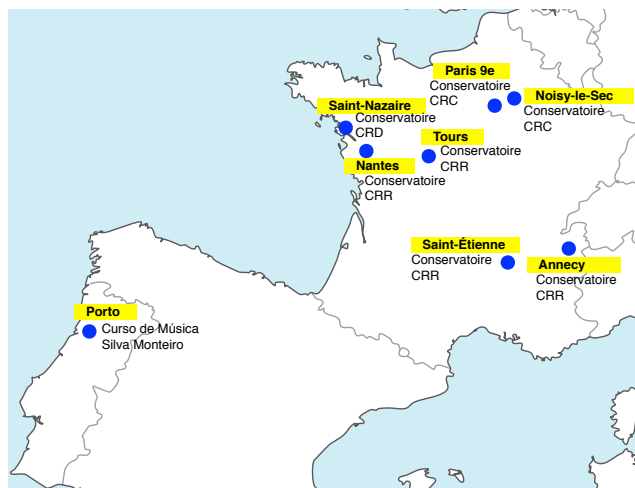 Paris 9e
Conservatoire
CRC
Noisy-le-Sec
Conservatoire
CRC
Saint-Nazaire
Conservatoire
CRD
Tours
Conservatoire
CRR
Nantes
Conservatoire
CRR
Saint-Étienne
Conservatoire
CRR
Annecy
Conservatoire
CRR
Porto
Curso de Música
Silva Monteiro